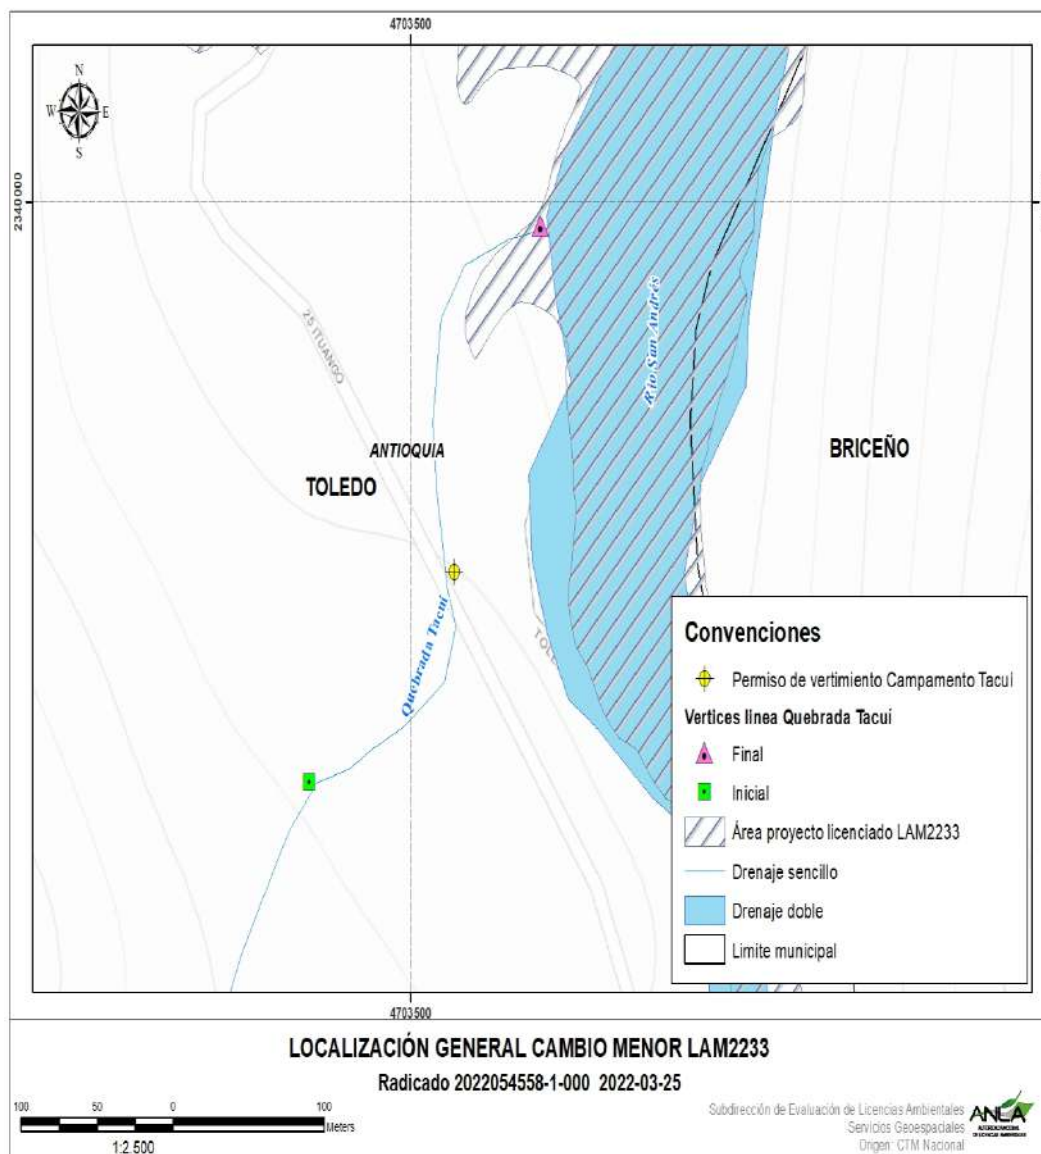 4703500
N
W E
S
2340000
25 ITUANGO
Río San Andrés
ANTIOQUIA
TOLEDO
BRICEÑO
Quebrada Tacuí
Convenciones
Permiso de vertimiento Campamento Tacuí
Vertices linea Quebrada Tacuí
Final
Inicial
Área proyecto licenciado LAM2233
Drenaje sencillo
Drenaje doble
Limite municipal
4703500
LOCALIZACIÓN GENERAL CAMBIO MENOR LAM2233
Radicado 2022054558-1-000 2022-03-25
100 50 0 100
Meters
1:2.500
Subdirección de Evaluación de Licencias Ambientales
Servicios Geoespaciales
Origen: CTM Nacional
ANLA